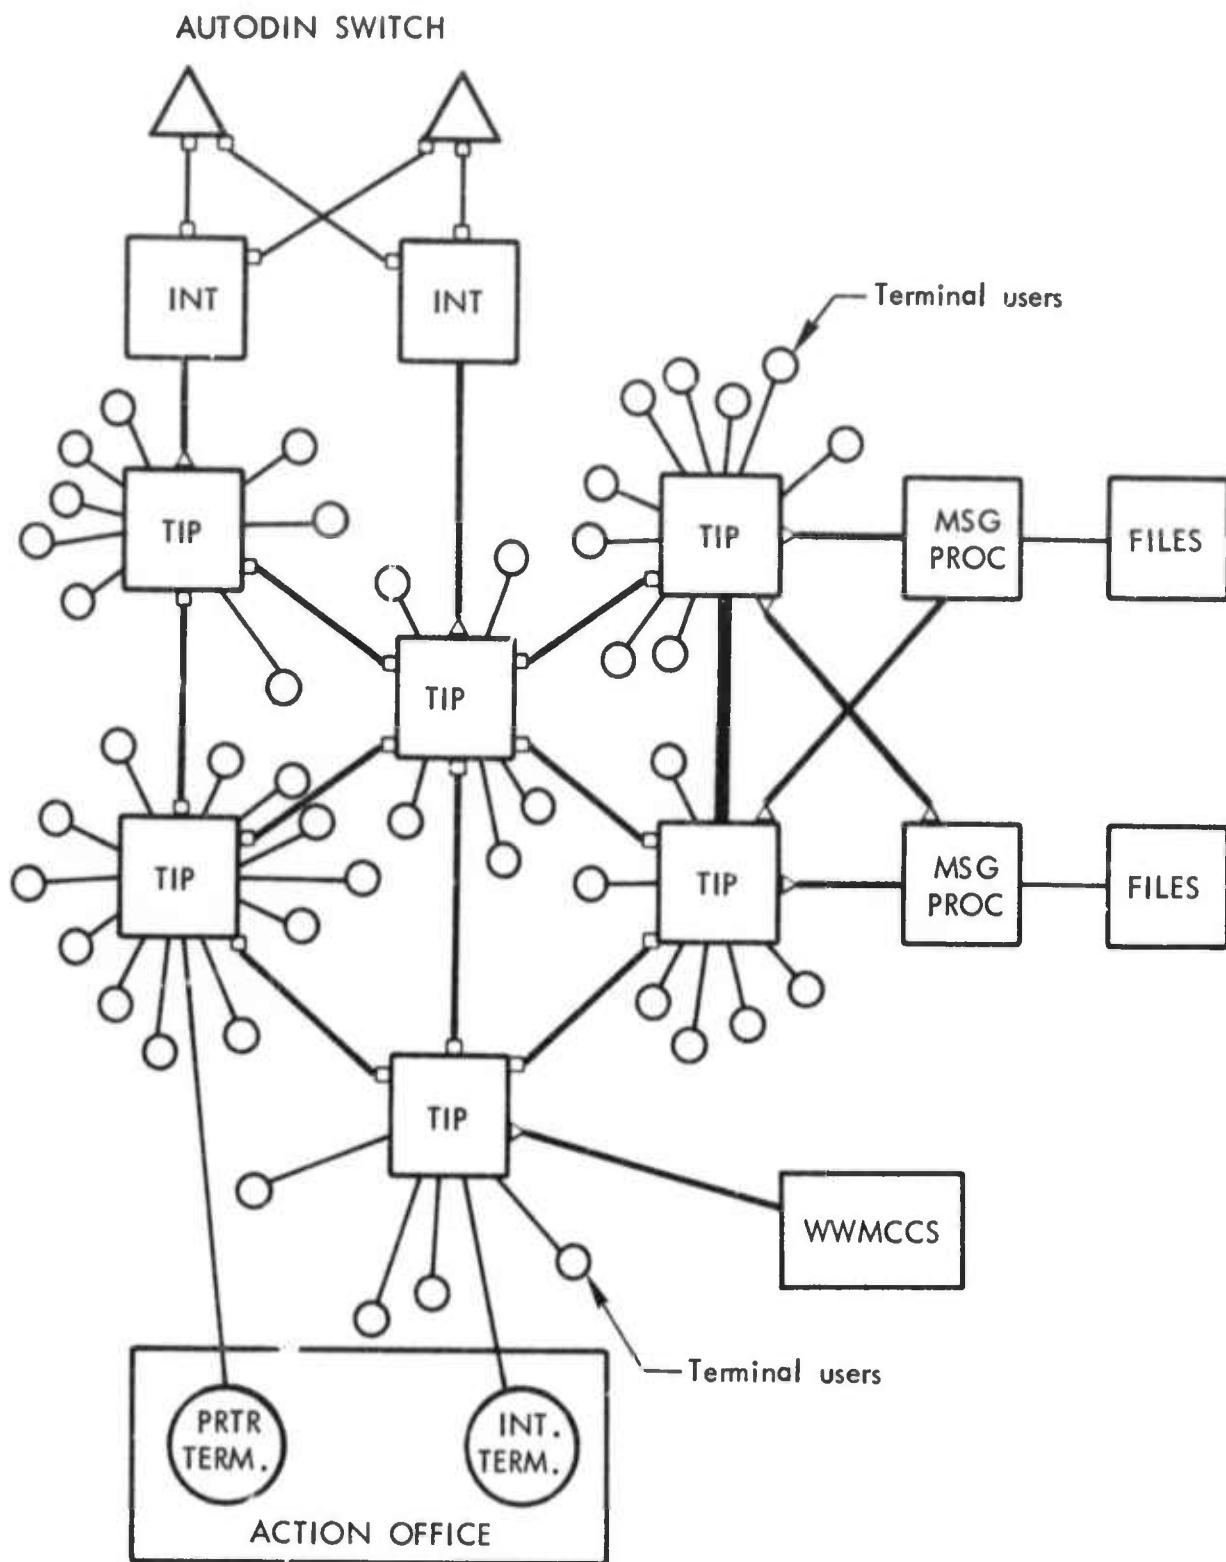 AUTODIN SWITCH
INT
INT
Terminal users
TIP
TIP
MSG
PROC
FILES
TIP
TIP
TIP
MSG
PROC
FILES
TIP
WWMCCS
Terminal users
PRTR
TERM.
INT.
TERM.
ACTION OFFICE